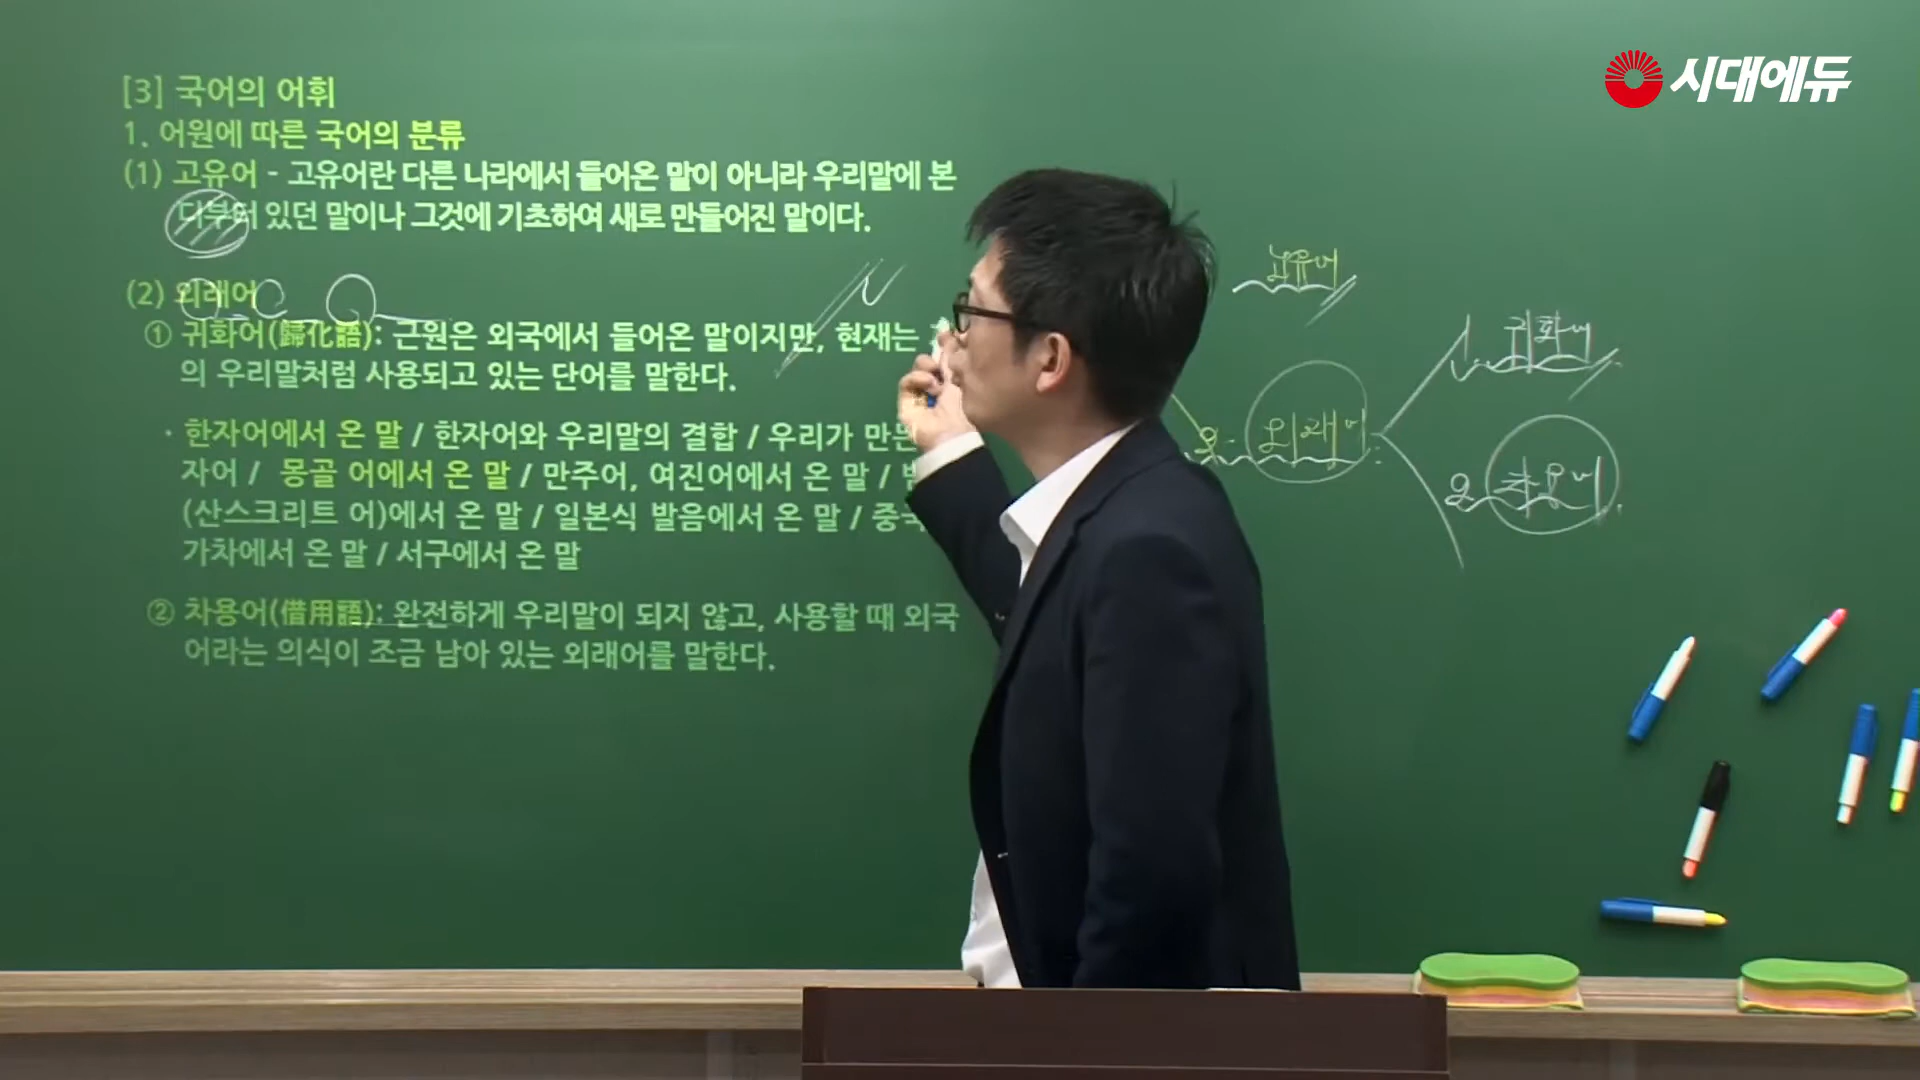 시대에듀
[3] 국어의 어휘
1. 어원에 따른 국어의 분류
(1) 고유어 - 고유어란 다른 나라에서 들어온 말이 아니라 우리말에 본
디부터 있던 말이나 그것에 기초하여 새로 만들어진 말이다.
(2) 외래어
① 귀화어(歸化語): 근원은 외국에서 들어온 말이지만, 현재는
의 우리말처럼 사용되고 있는 단어를 말한다.
· 한자어에서 온 말 / 한자어와 우리말의 결합 / 우리가 만든
자어 / 몽골 어에서 온 말 / 만주어, 여진어에서 온 말 /
(산스크리트 어)에서 온 말 / 일본식 발음에서 온 말 / 중국
가차에서 온 말 / 서구에서 온 말
② 차용어(借用語): 완전하게 우리말이 되지 않고, 사용할 때 외국
어라는 의식이 조금 남아 있는 외래어를 말한다.
고유어
2. 외래어
1. 귀화어
2. 차용어